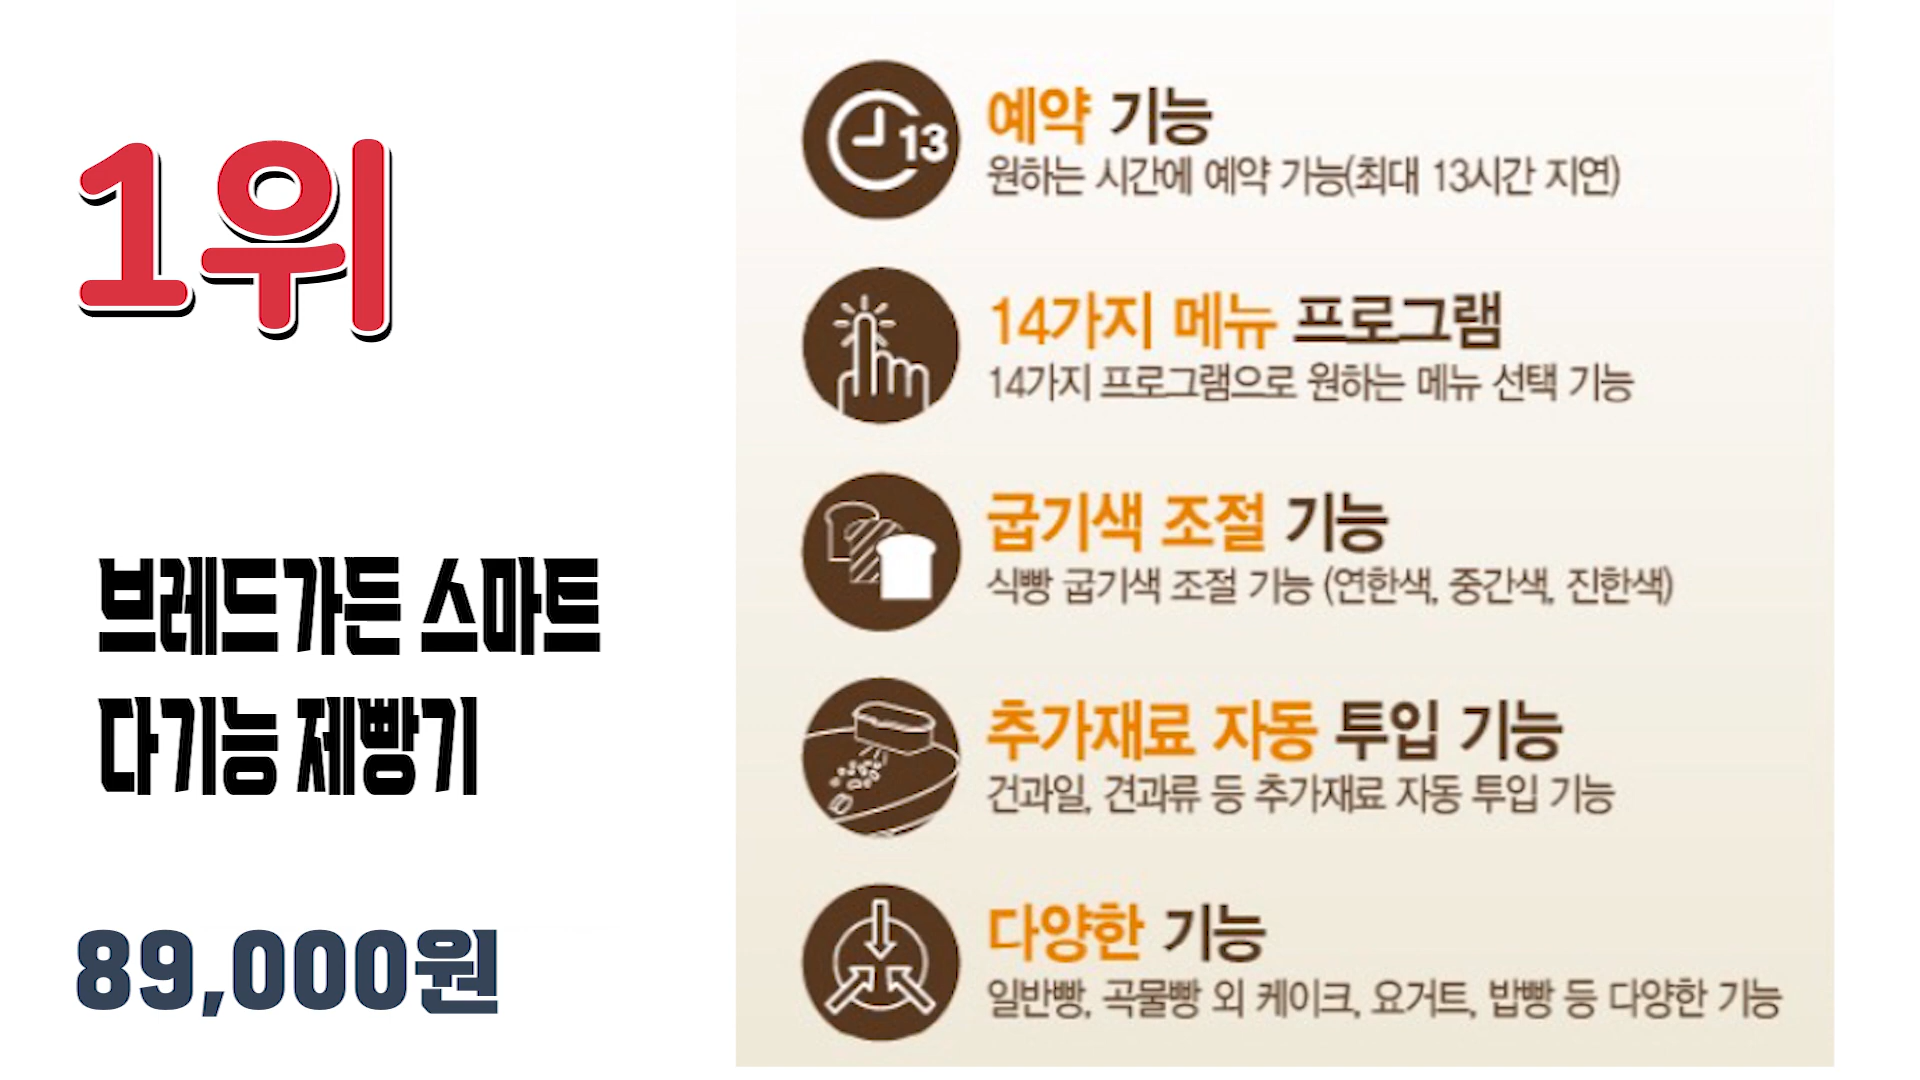 1위
브레드가든 스마트
다기능 제빵기
89,000원
13
예약 기능
원하는 시간에 예약 가능(최대 13시간 지연)
14가지 메뉴 프로그램
14가지 프로그램으로 원하는 메뉴 선택 기능
굽기색 조절 기능
식빵 굽기색 조절 기능 (연한색, 중간색, 진한색)
추가재료 자동 투입 기능
건과일, 견과류 등 추가재료 자동 투입 기능
다양한 기능
일반빵, 곡물빵 외 케이크, 요거트, 밥빵 등 다양한 기능